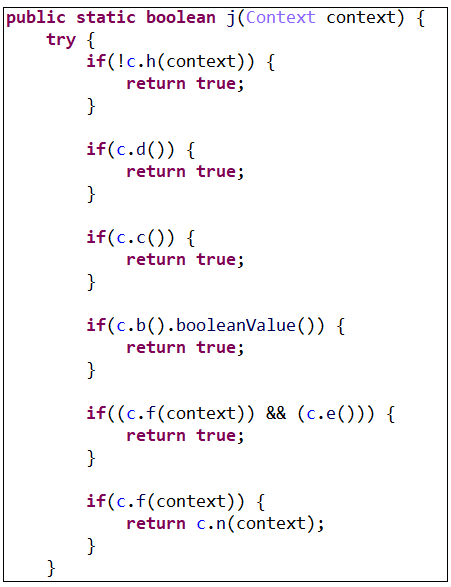 public static boolean j(Context context) {
    try {
        if(!c.h(context)) {
            return true;
        }

        if(c.d()) {
            return true;
        }

        if(c.c()) {
            return true;
        }

        if(c.b().booleanValue()) {
            return true;
        }

        if((c.f(context)) && (c.e())) {
            return true;
        }

        if(c.f(context)) {
            return c.n(context);
        }
    }